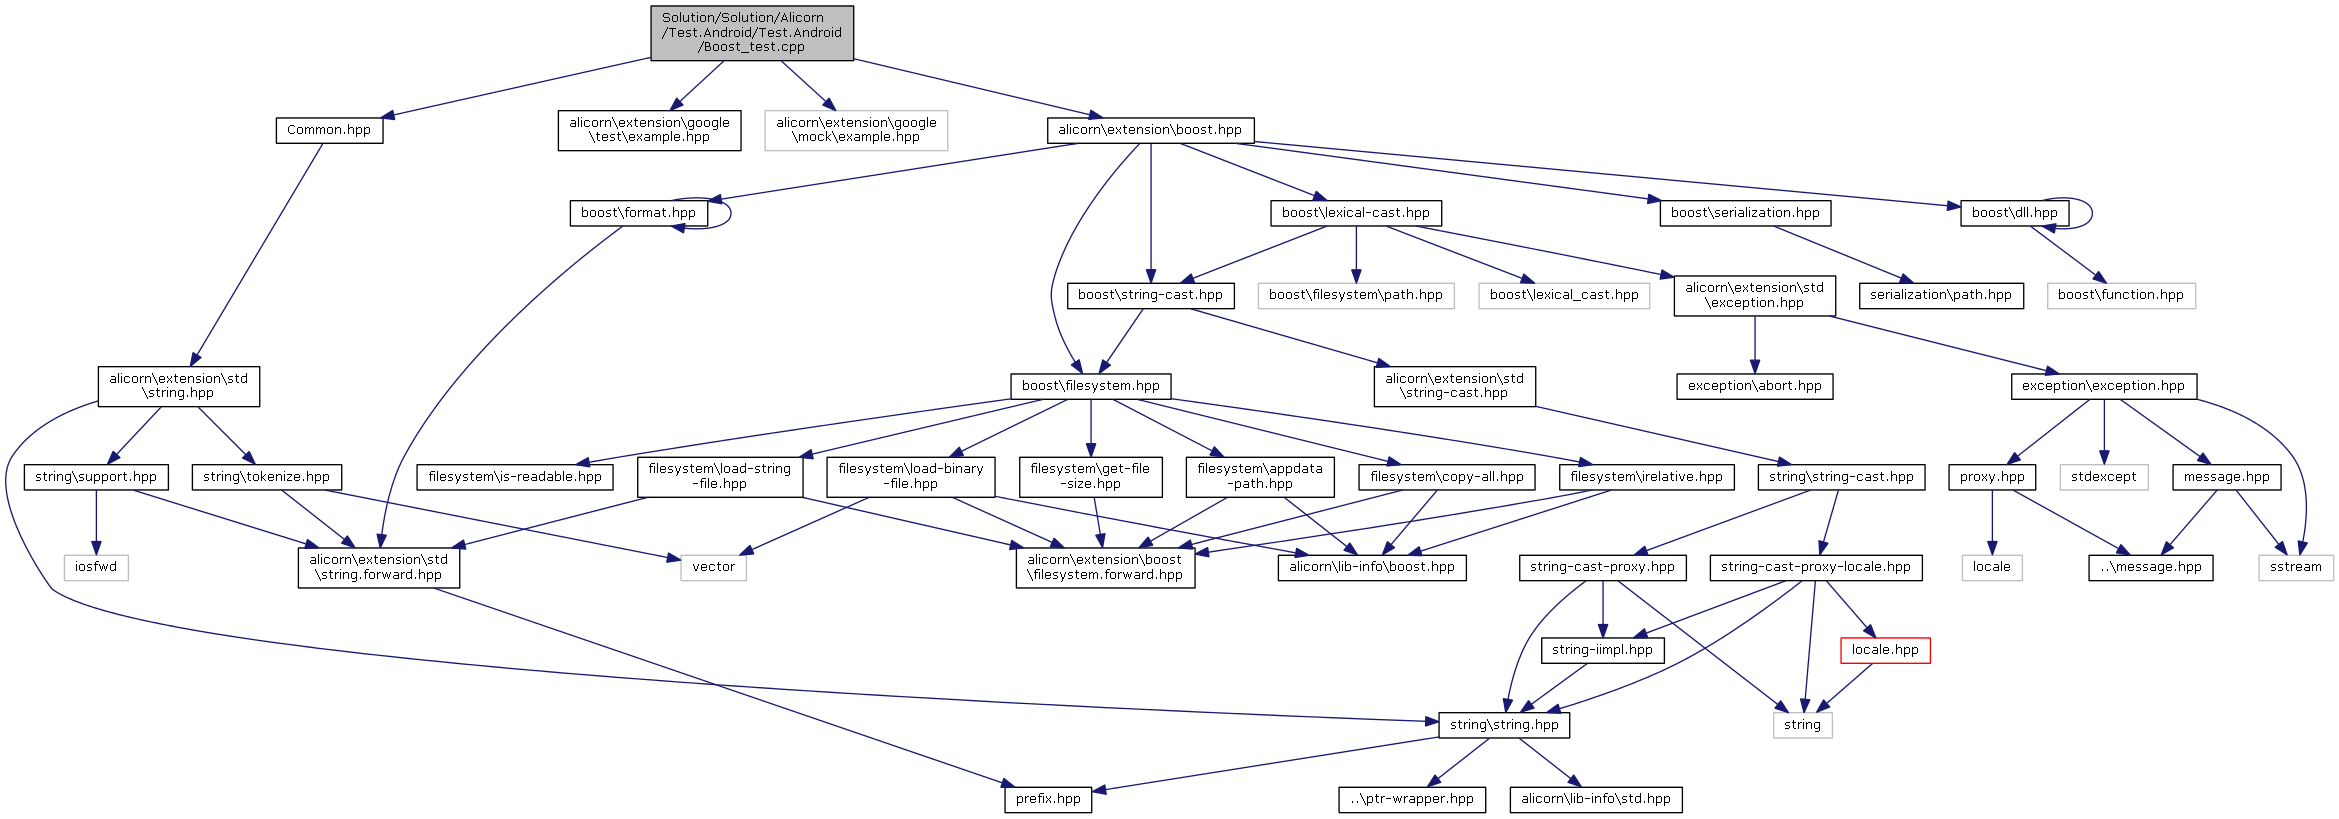 Solution/Solution/Alicorn
/Test.Android/Test.Android
/Boost_test.cpp
Common.hpp
alicorn\extension\google
\test\example.hpp
alicorn\extension\google
\mock\example.hpp
alicorn\extension\boost.hpp
boost\format.hpp
boost\lexical-cast.hpp
boost\serialization.hpp
boost\dll.hpp
boost\string-cast.hpp
boost\filesystem\path.hpp
boost\lexical_cast.hpp
alicorn\extension\std
\exception.hpp
serialization\path.hpp
boost\function.hpp
alicorn\extension\std
\string.hpp
boost\filesystem.hpp
alicorn\extension\std
\string-cast.hpp
exception\abort.hpp
exception\exception.hpp
string\support.hpp
string\tokenize.hpp
filesystem\is-readable.hpp
filesystem\load-string
-file.hpp
filesystem\load-binary
-file.hpp
filesystem\get-file
-size.hpp
filesystem\appdata
-path.hpp
filesystem\copy-all.hpp
filesystem\irelative.hpp
string\string-cast.hpp
proxy.hpp
stdexcept
message.hpp
iosfwd
alicorn\extension\std
\string.forward.hpp
vector
alicorn\extension\boost
\filesystem.forward.hpp
alicorn\lib-info\boost.hpp
string-cast-proxy.hpp
string-cast-proxy-locale.hpp
locale
..\message.hpp
sstream
string-iimpl.hpp
locale.hpp
string\string.hpp
string
prefix.hpp
..\ptr-wrapper.hpp
alicorn\lib-info\std.hpp